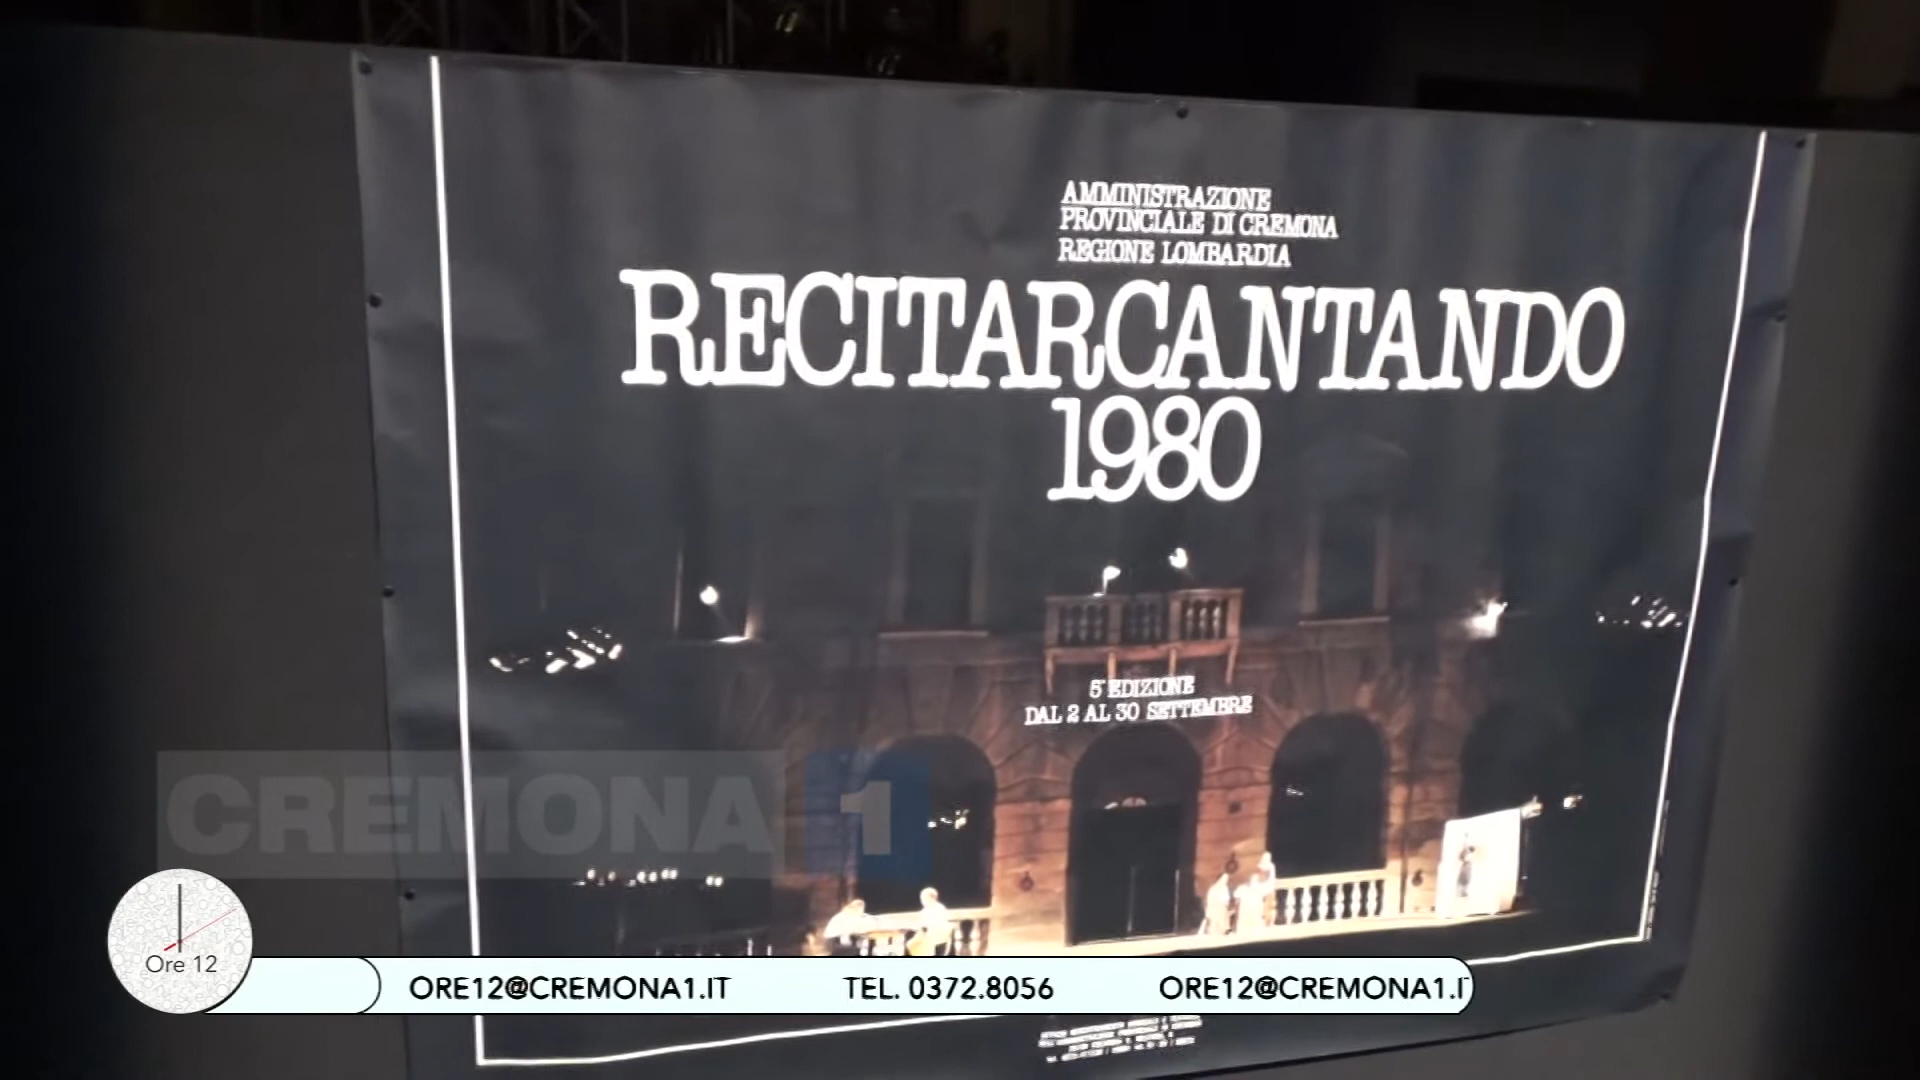 AMMINISTRAZIONE
PROVINCIALE DI CREMONA
REGIONE LOMBARDIA
RECITARCANTANDO
1980
5ª EDIZIONE
DAL 2 AL 30 SETTEMBRE
CREMONA 1
Ore 12
ORE12@CREMONA1.IT TEL. 0372.8056 ORE12@CREMONA1.I